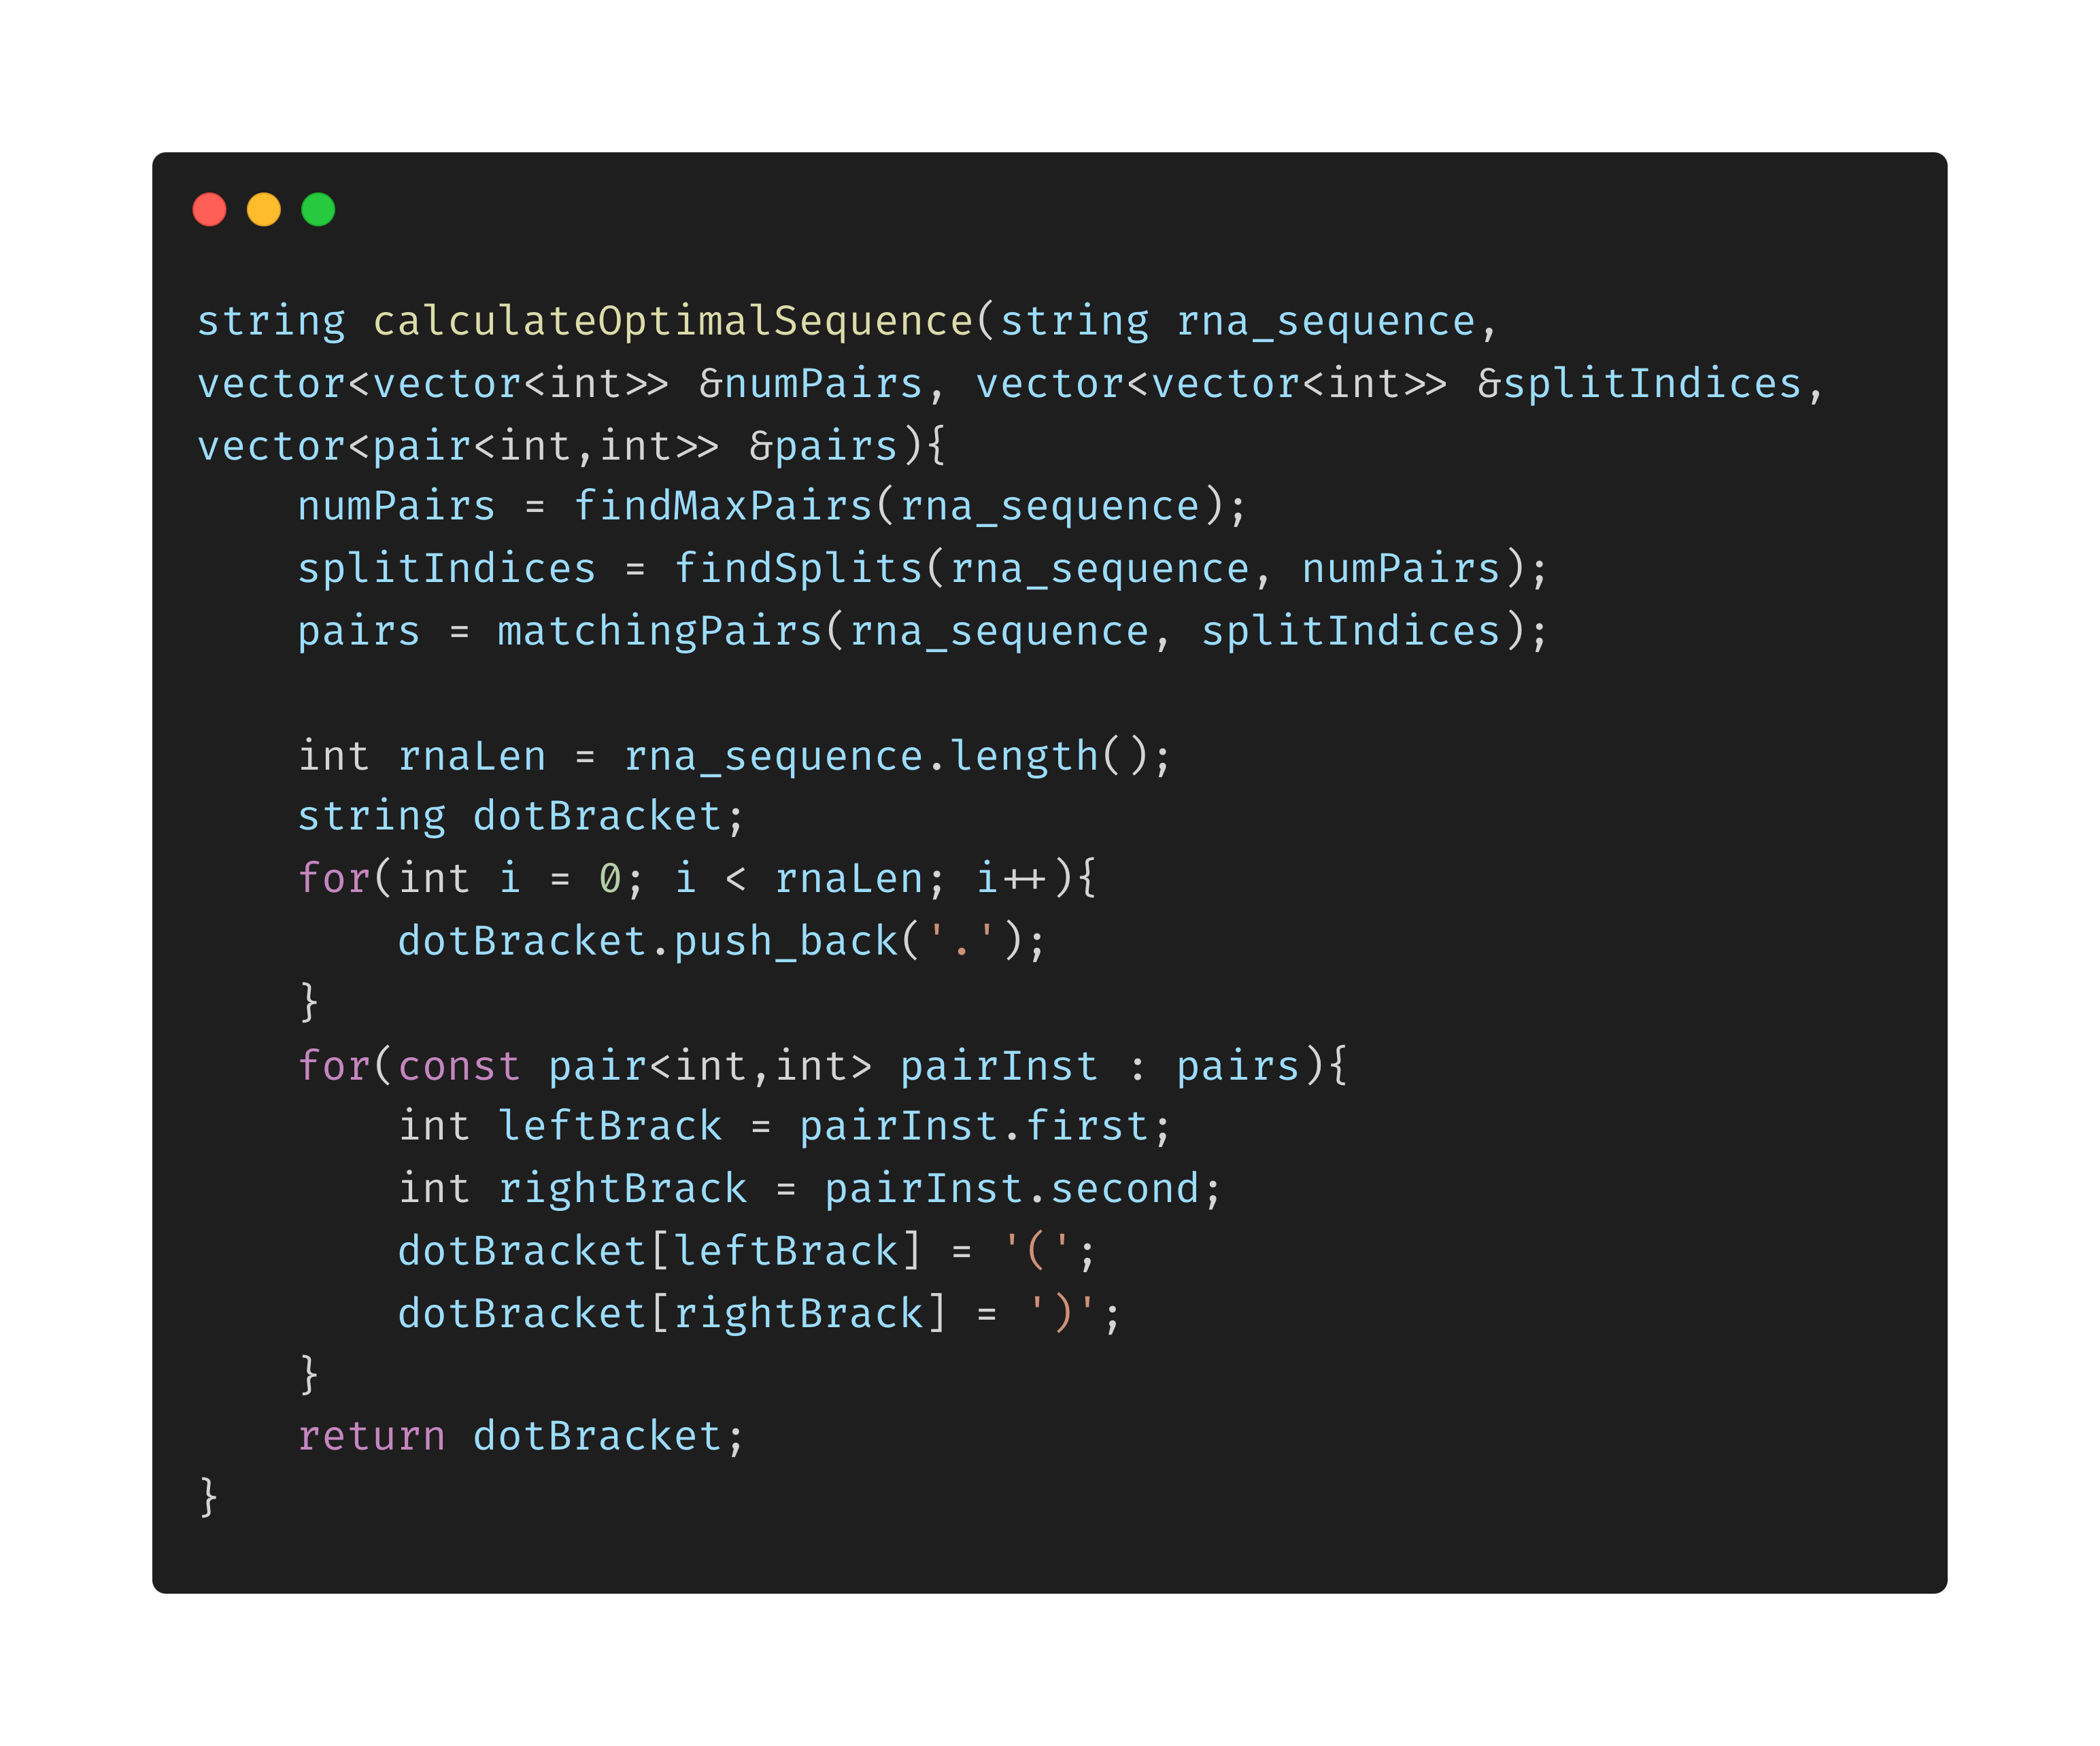 string calculateOptimalSequence(string rna_sequence,
vector<vector<int>> &numPairs, vector<vector<int>> &splitIndices,
vector<pair<int,int>> &pairs){
    numPairs = findMaxPairs(rna_sequence);
    splitIndices = findSplits(rna_sequence, numPairs);
    pairs = matchingPairs(rna_sequence, splitIndices);

    int rnaLen = rna_sequence.length();
    string dotBracket;
    for(int i = 0; i < rnaLen; i++){
        dotBracket.push_back('.');
    }
    for(const pair<int,int> pairInst : pairs){
        int leftBrack = pairInst.first;
        int rightBrack = pairInst.second;
        dotBracket[leftBrack] = '(';
        dotBracket[rightBrack] = ')';
    }
    return dotBracket;
}